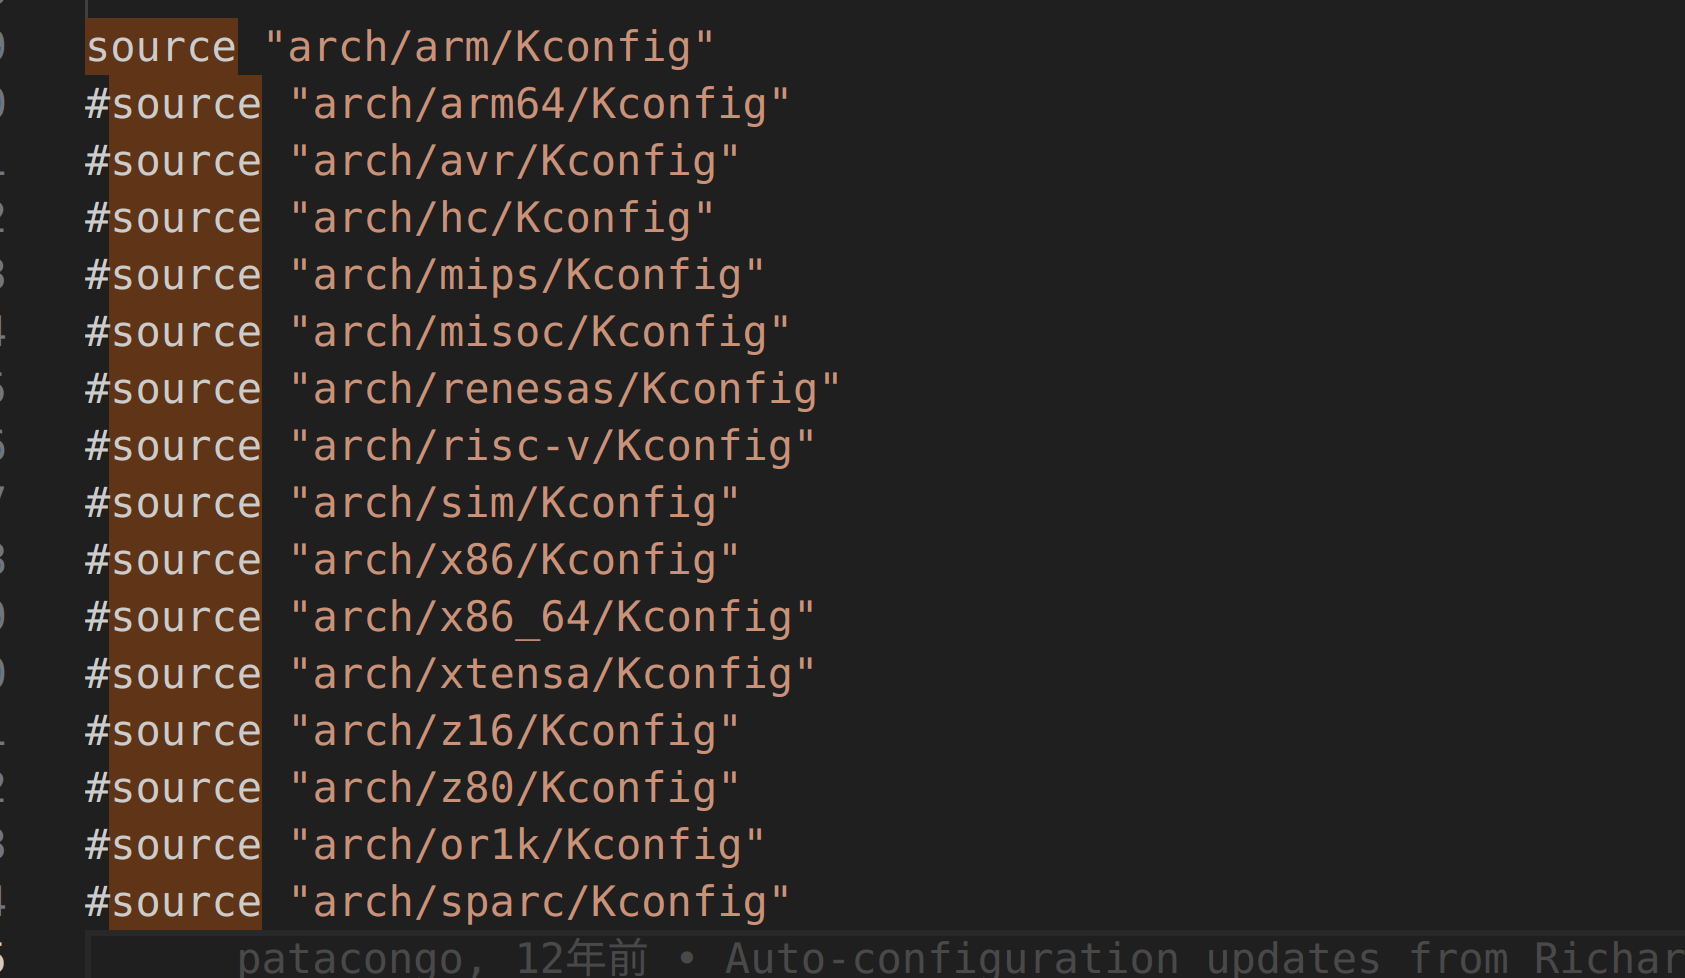 source "arch/arm/Kconfig"
#source "arch/arm64/Kconfig"
#source "arch/avr/Kconfig"
#source "arch/hc/Kconfig"
#source "arch/mips/Kconfig"
#source "arch/misoc/Kconfig"
#source "arch/renesas/Kconfig"
#source "arch/risc-v/Kconfig"
#source "arch/sim/Kconfig"
#source "arch/x86/Kconfig"
#source "arch/x86_64/Kconfig"
#source "arch/xtensa/Kconfig"
#source "arch/z16/Kconfig"
#source "arch/z80/Kconfig"
#source "arch/or1k/Kconfig"
#source "arch/sparc/Kconfig"
patacongo, 12年前 • Auto-configuration updates from Richar